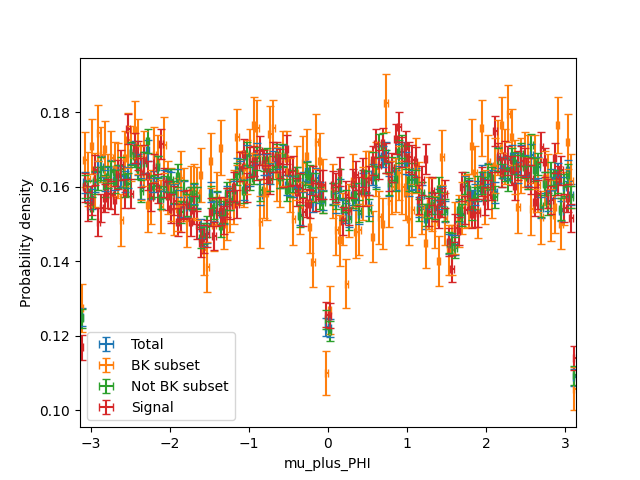 0.18
0.16
0.14
0.12
0.10
Probability density
Total
BK subset
Not BK subset
Signal
−3
−2
−1
0
1
2
3
mu_plus_PHI